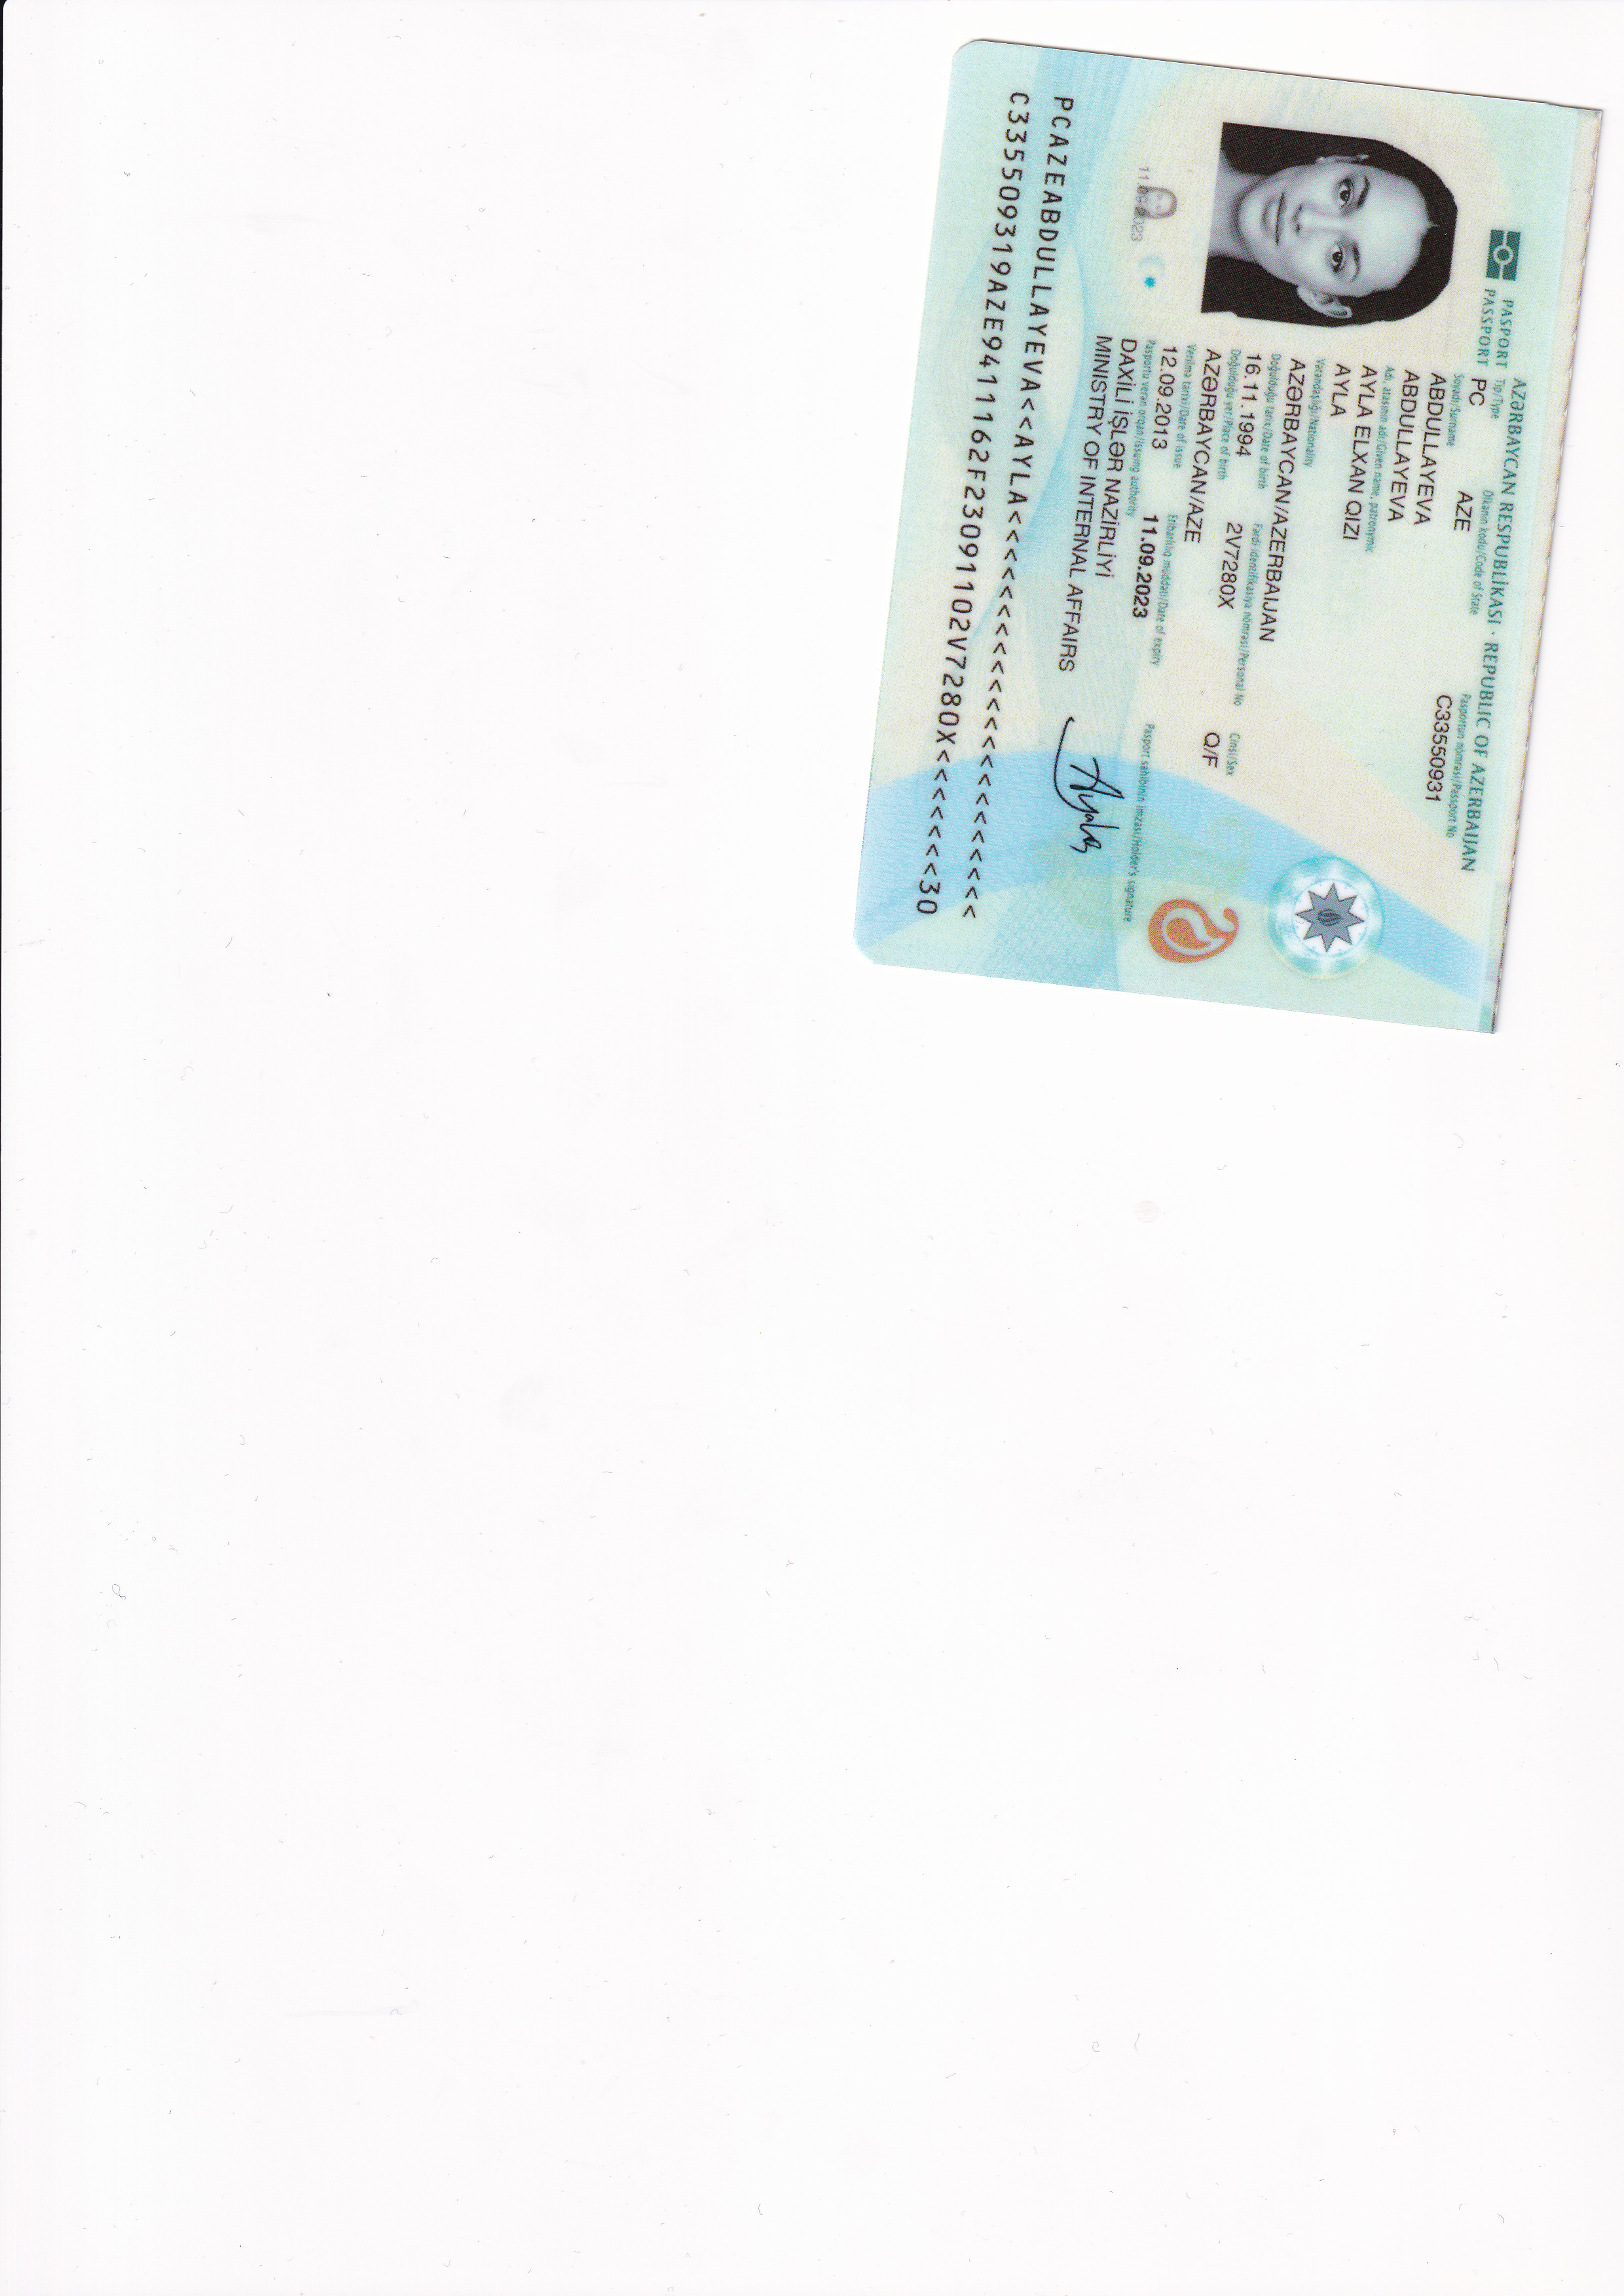 AZƏRBAYCAN RESPUBLİKASI · REPUBLIC OF AZERBAIJAN
PASPORT Tip/Type Ölkənin kodu/Code of State Pasportun nömrəsi/Passport No
PASSPORT PC AZE C33550931
Soyadı/Surname
ABDULLAYEVA
ABDULLAYEVA
Adı, atasının adı/Given name, patronymic
AYLA ELXAN QIZI
AYLA
Vətəndaşlığı/Nationality
AZƏRBAYCAN/AZERBAIJAN
Doğulduğu tarix/Date of birth Fərdi identifikasiya nömrəsi/Personal No
16.11.1994 2V7280X
Doğulduğu yer/Place of birth Cinsi/Sex
AZƏRBAYCAN/AZE Q/F
Verilmə tarixi/Date of issue Etibarlılıq müddəti/Date of expiry
12.09.2013 11.09.2023
Pasportu verən orqan/Issuing authority Pasport sahibinin imzası/Holder's signature
DAXİLİ İŞLƏR NAZİRLİYİ
MINISTRY OF INTERNAL AFFAIRS
11.09.2023
Ayla
PCAZEABDULLAYEVA<<AYLA<<<<<<<<<<<<<<<<<<<<<<
C335509319AZE9411162F23091102V7280X<<<<<<<30